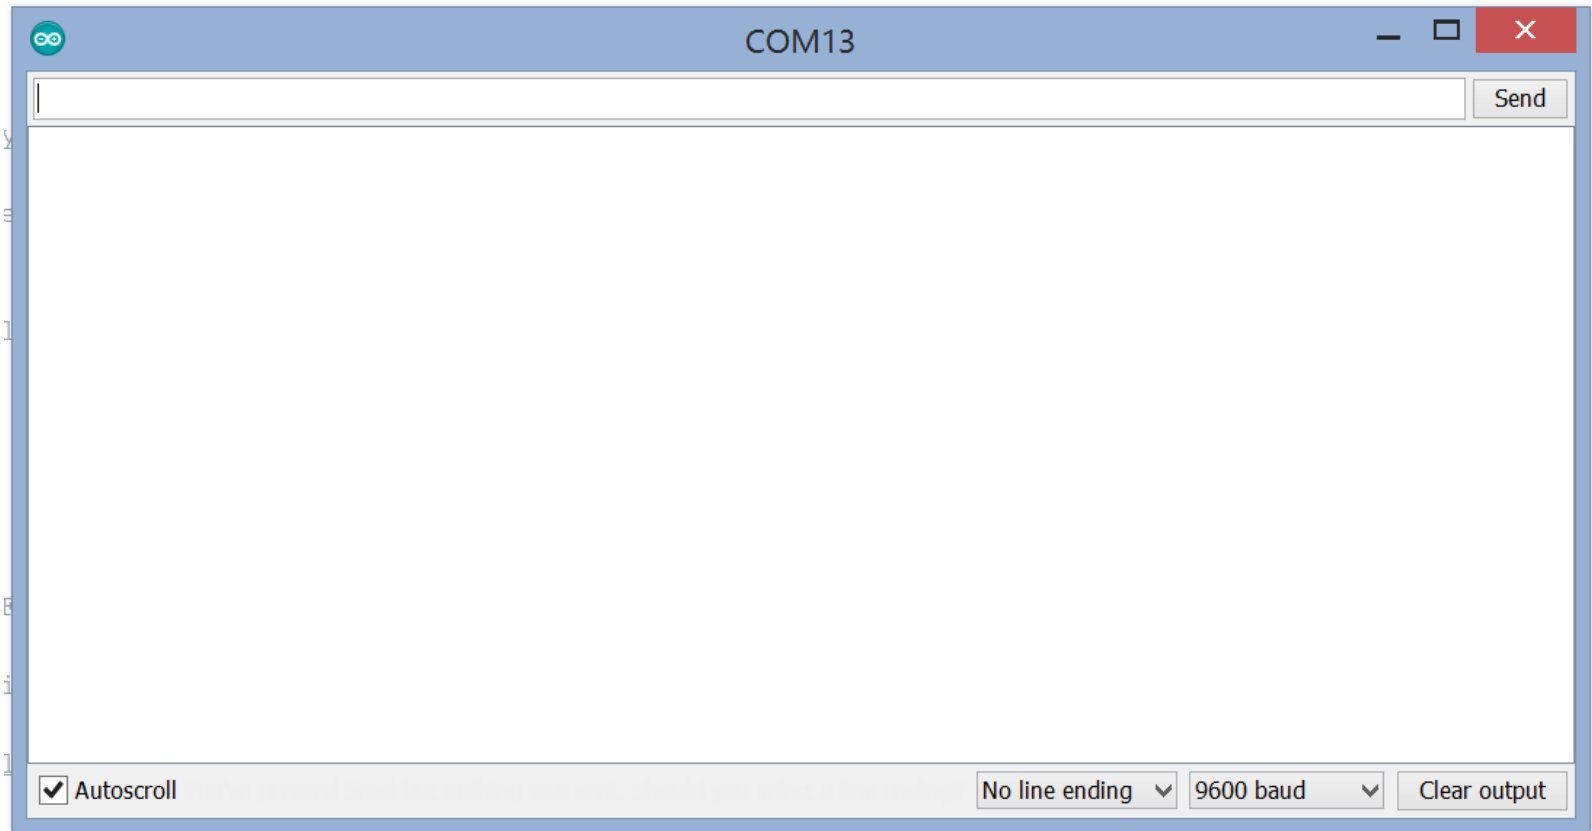 COM13
Send
Autoscroll
No line ending
9600 baud
Clear output